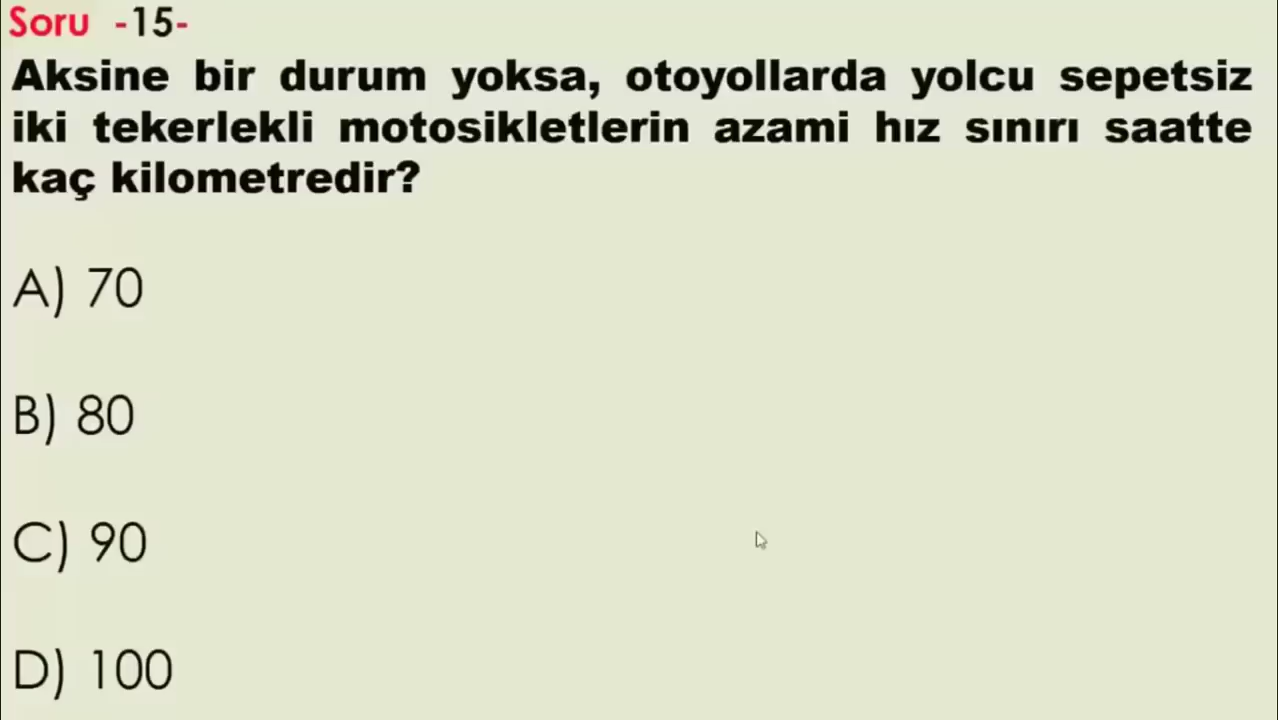 Soru -15-
Aksine bir durum yoksa, otoyollarda yolcu sepetsiz
iki tekerlekli motosikletlerin azami hız sınırı saatte
kaç kilometredir?
A) 70
B) 80
C) 90
D) 100